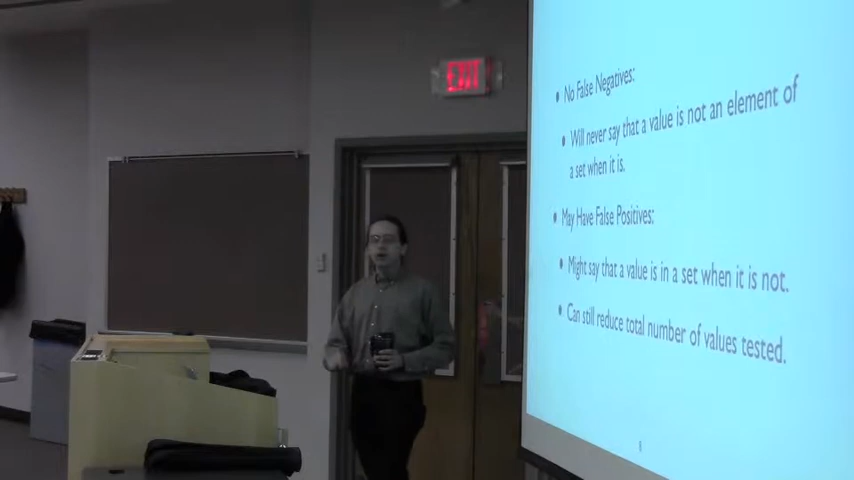 EXIT
• No False Negatives:
• Will never say that a value is not an element of
a set when it is.
• May Have False Positives:
• Might say that a value is in a set when it is not.
• Can still reduce total number of values tested.